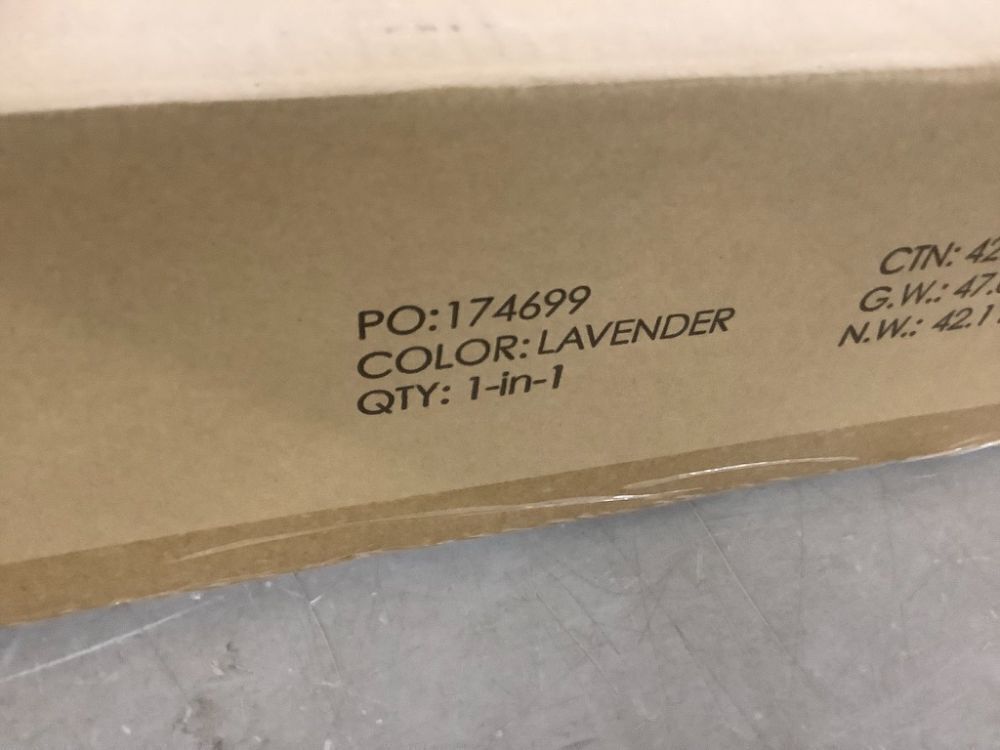 PO:174699
COLOR: LAVENDER
QTY: 1-in-1
CTN: 42
G.W.: 47.
N.W.: 42.1